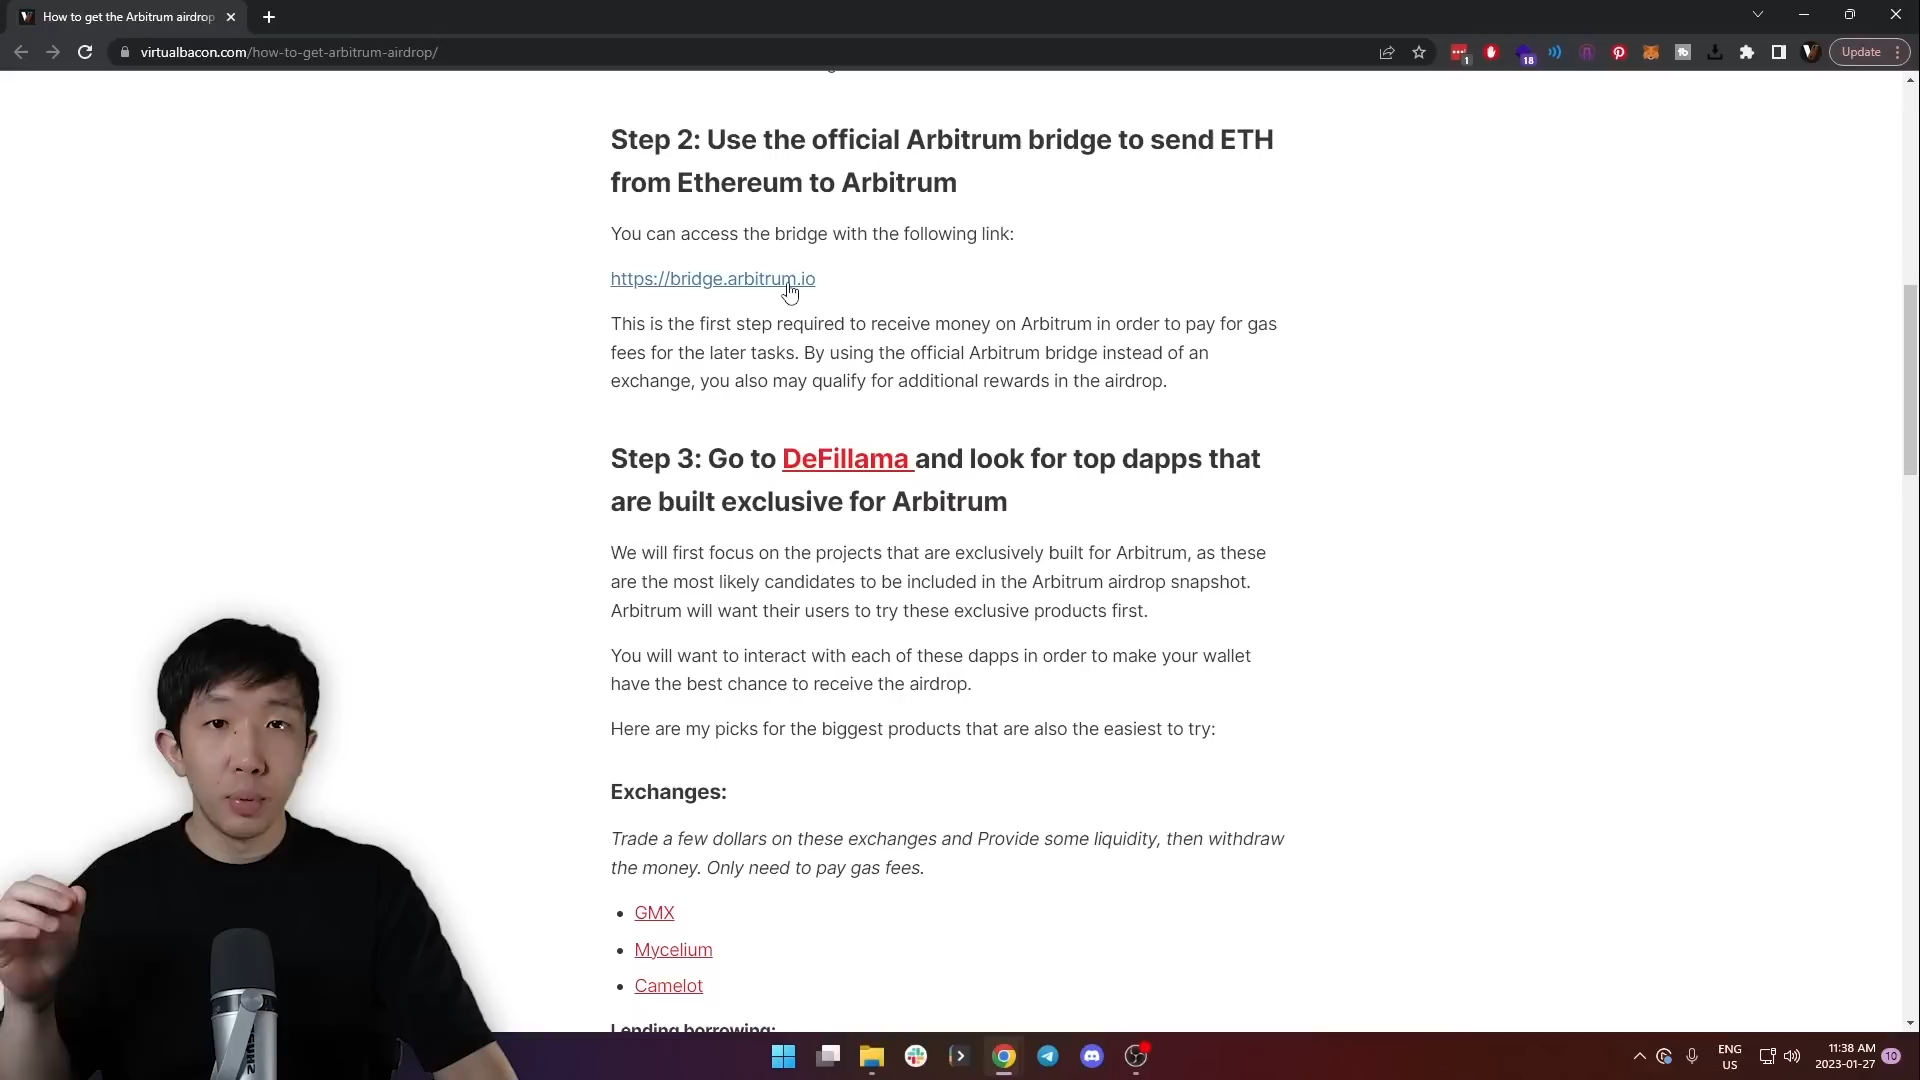 How to get the Arbitrum airdrop
virtualbacon.com/how-to-get-arbitrum-airdrop/
1
18
Update
Step 2: Use the official Arbitrum bridge to send ETH
from Ethereum to Arbitrum
You can access the bridge with the following link:
https://bridge.arbitrum.io
This is the first step required to receive money on Arbitrum in order to pay for gas
fees for the later tasks. By using the official Arbitrum bridge instead of an
exchange, you also may qualify for additional rewards in the airdrop.
Step 3: Go to DeFillama and look for top dapps that
are built exclusive for Arbitrum
We will first focus on the projects that are exclusively built for Arbitrum, as these
are the most likely candidates to be included in the Arbitrum airdrop snapshot.
Arbitrum will want their users to try these exclusive products first.
You will want to interact with each of these dapps in order to make your wallet
have the best chance to receive the airdrop.
Here are my picks for the biggest products that are also the easiest to try:
Exchanges:
Trade a few dollars on these exchanges and Provide some liquidity, then withdraw
the money. Only need to pay gas fees.
• GMX
• Mycelium
• Camelot
Lending borrowing:
ENG
US
11:38 AM
2023-01-27
10